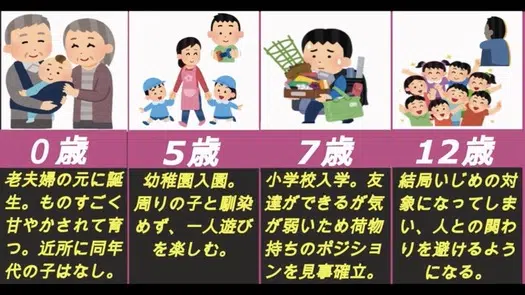 0歳
老夫婦の元に誕
生。ものすごく
甘やかされて育
つ。近所に同年
代の子はなし。
5歳
幼稚園入園。
周りの子と馴染
めず、一人遊び
を楽しむ。
7歳
小学校入学。友
達ができるが気
が弱いため荷物
持ちのポジショ
ンを見事確立。
12歳
結局いじめの対
象になってしま
い、人との関わ
りを避けるよう
になる。